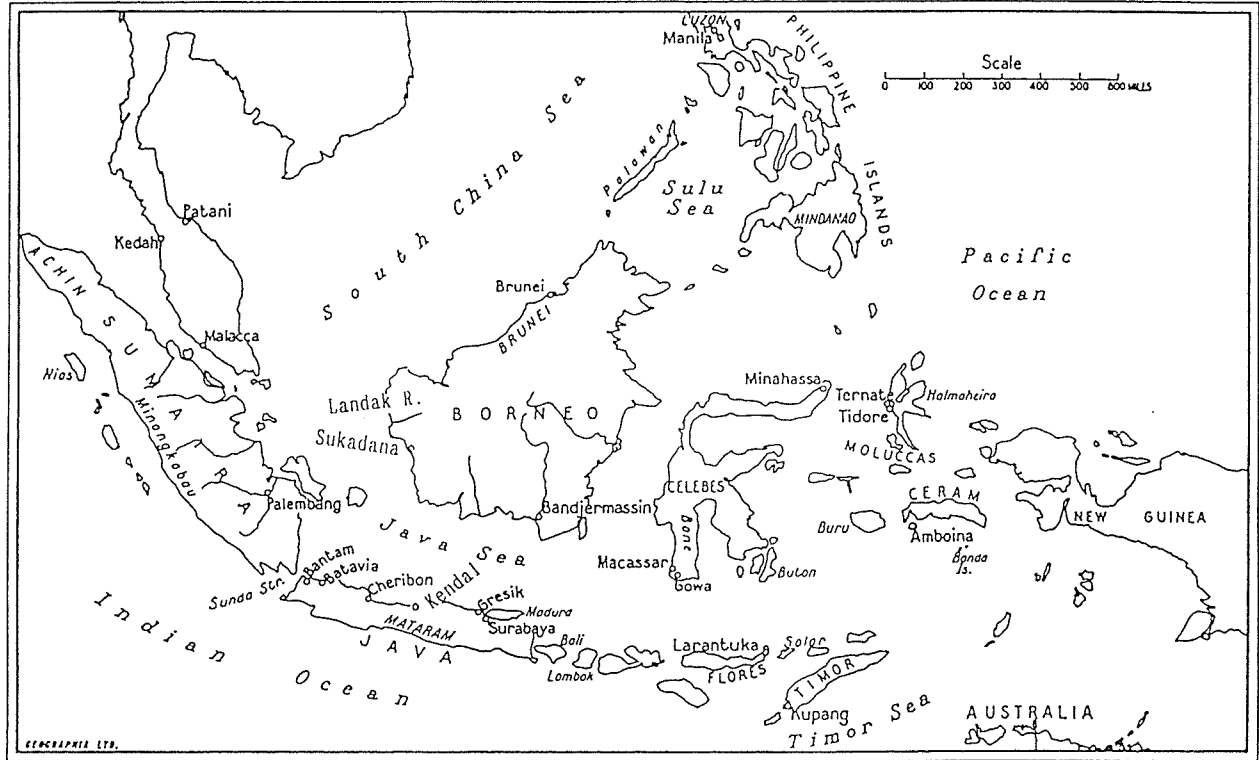 LUZON
Manila
PHILIPPINE
ISLANDS
Scale
0 100 200 300 400 500 600 MILES
South China Sea
Palawan
Sulu
Sea
MINDANAO
Patani
Kedah
Pacific
Ocean
ACHIN
SUMATRA
Brunei
BRUNEI
Malacca
Nias
Minangkabau
Landak R.
BORNEO
Sukadana
Minahassa
Ternate
Tidore
Halmaheira
MOLUCCAS
Palembang
CELEBES
Bandjermassin
CERAM
NEW GUINEA
Buru
Amboina
Banda
Is.
Java Sea
Bone
Macassar
Gowa
Buton
Sunda Str.
Bantam
Batavia
Cheribon
Kendal
Gresik
Madura
Surabaya
MATARAM
JAVA
Bali
Lombok
Larantuka
Solor
FLORES
TIMOR
Kupang
Timor Sea
AUSTRALIA
Indian Ocean
GEOGRAPHIA LTD.